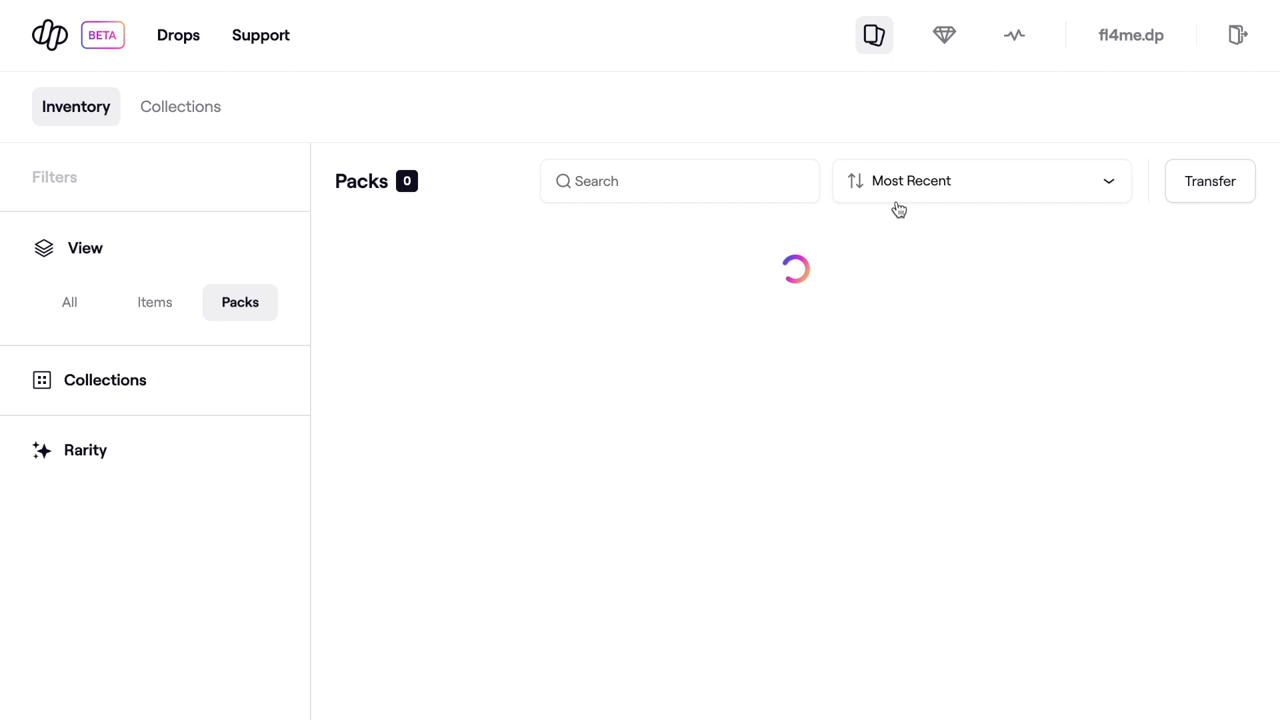 BETA Drops Support fl4me.dp
Inventory Collections
Filters
View
All Items Packs
Collections
Rarity
Packs 0 Search Most Recent Transfer